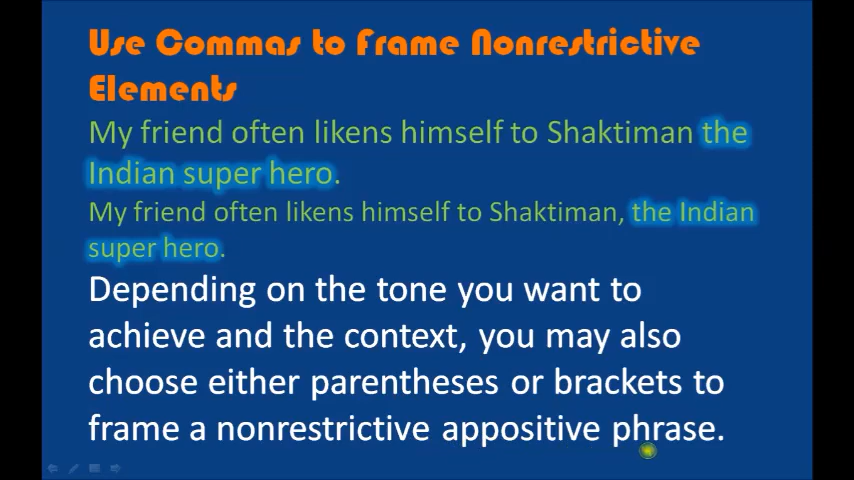 Use Commas to Frame Nonrestrictive
Elements
My friend often likens himself to Shaktiman the
Indian super hero.
My friend often likens himself to Shaktiman, the Indian
super hero.
Depending on the tone you want to
achieve and the context, you may also
choose either parentheses or brackets to
frame a nonrestrictive appositive phrase.